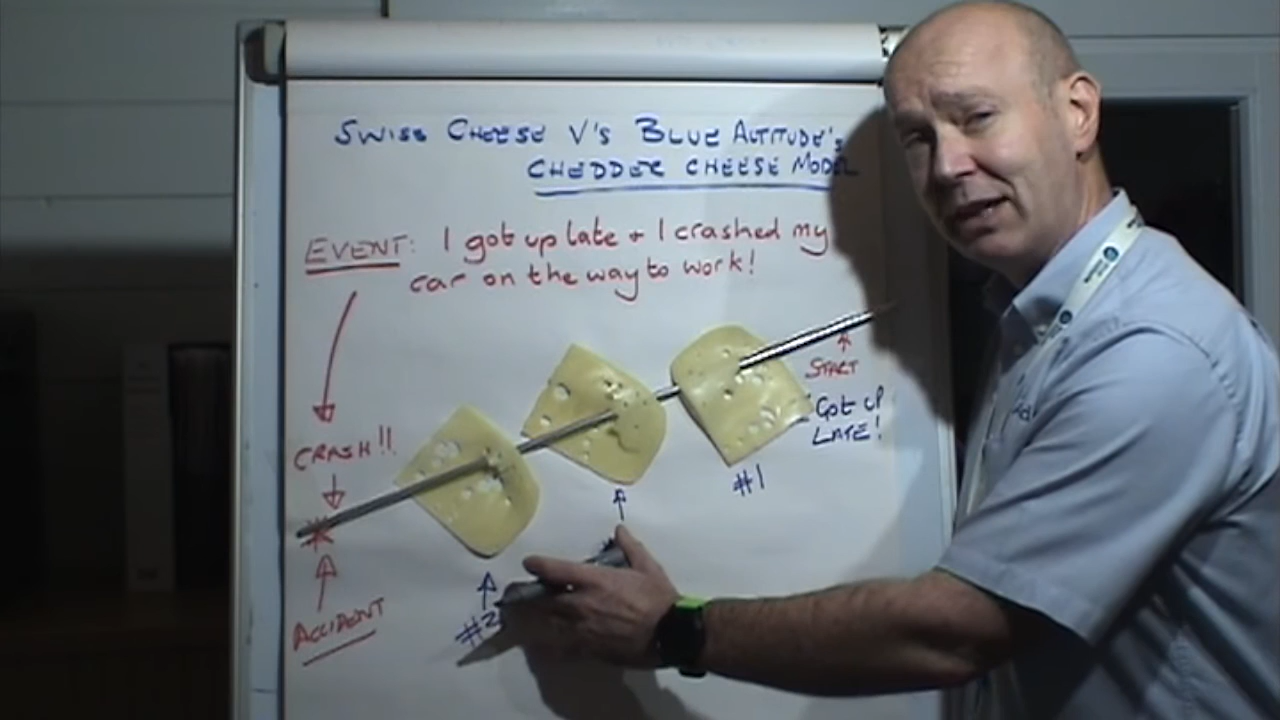 SWISS CHEESE V'S BLUE ALTITUDE'S
CHEDDER CHEESE MODEL
EVENT: I got up late + I crashed my
car on the way to work!
START
GOT UP
LATE!
CRASH!!
#1
#2
ACCIDENT